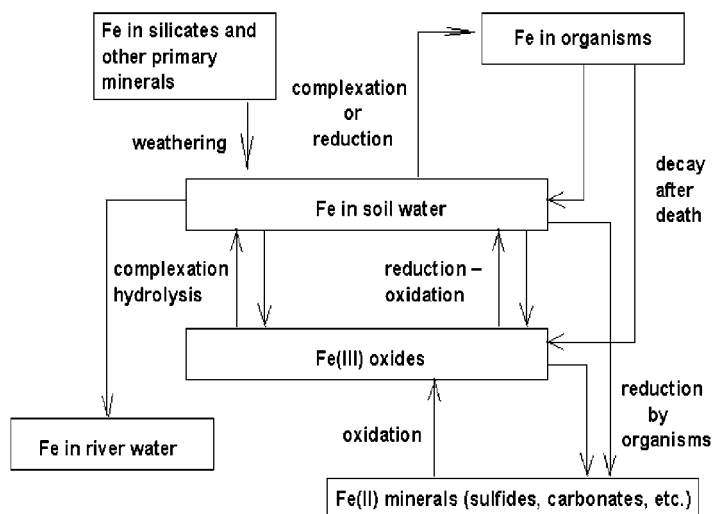 Fe in silicates and
other primary
minerals
Fe in organisms
complexation
or
reduction
weathering
decay
after
death
Fe in soil water
complexation
hydrolysis
reduction –
oxidation
Fe(III) oxides
Fe in river water
oxidation
reduction
by
organisms
Fe(II) minerals (sulfides, carbonates, etc.)